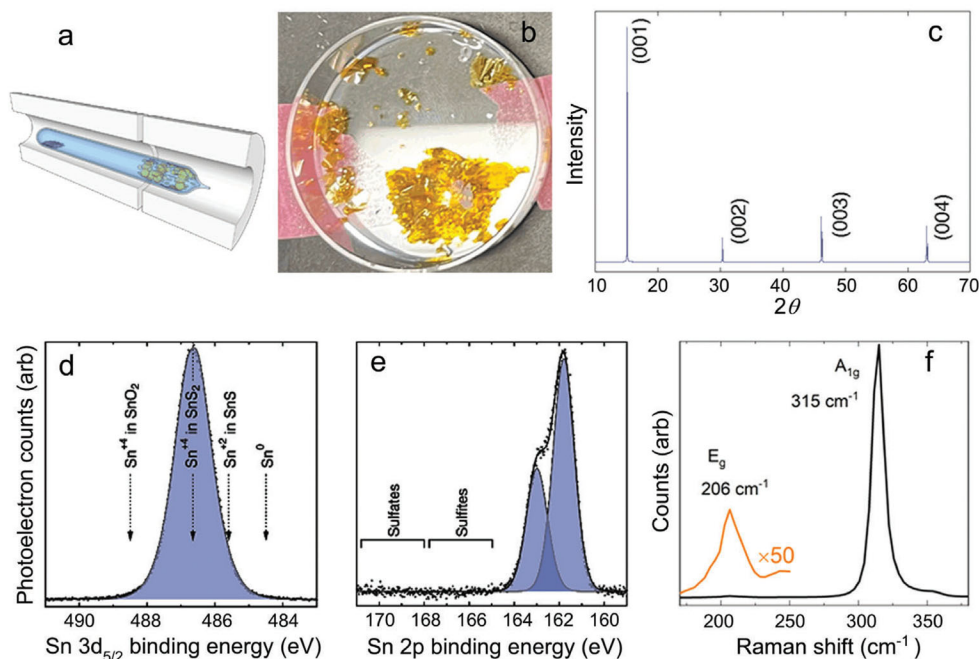 a
b
c
Intensity
(001)
(002)
(003)
(004)
10 20 30 40 50 60 70
2θ
d
Photoelectron counts (arb)
Sn⁺⁴ in SnO₂
Sn⁺⁴ in SnS₂
Sn⁺² in SnS
Sn⁰
490 488 486 484
Sn 3d₅/₂ binding energy (eV)
e
Sulfates
Sulfites
170 168 166 164 162 160
Sn 2p binding energy (eV)
f
Counts (arb)
A₁g
315 cm⁻¹
Eg
206 cm⁻¹
×50
200 250 300 350
Raman shift (cm⁻¹)